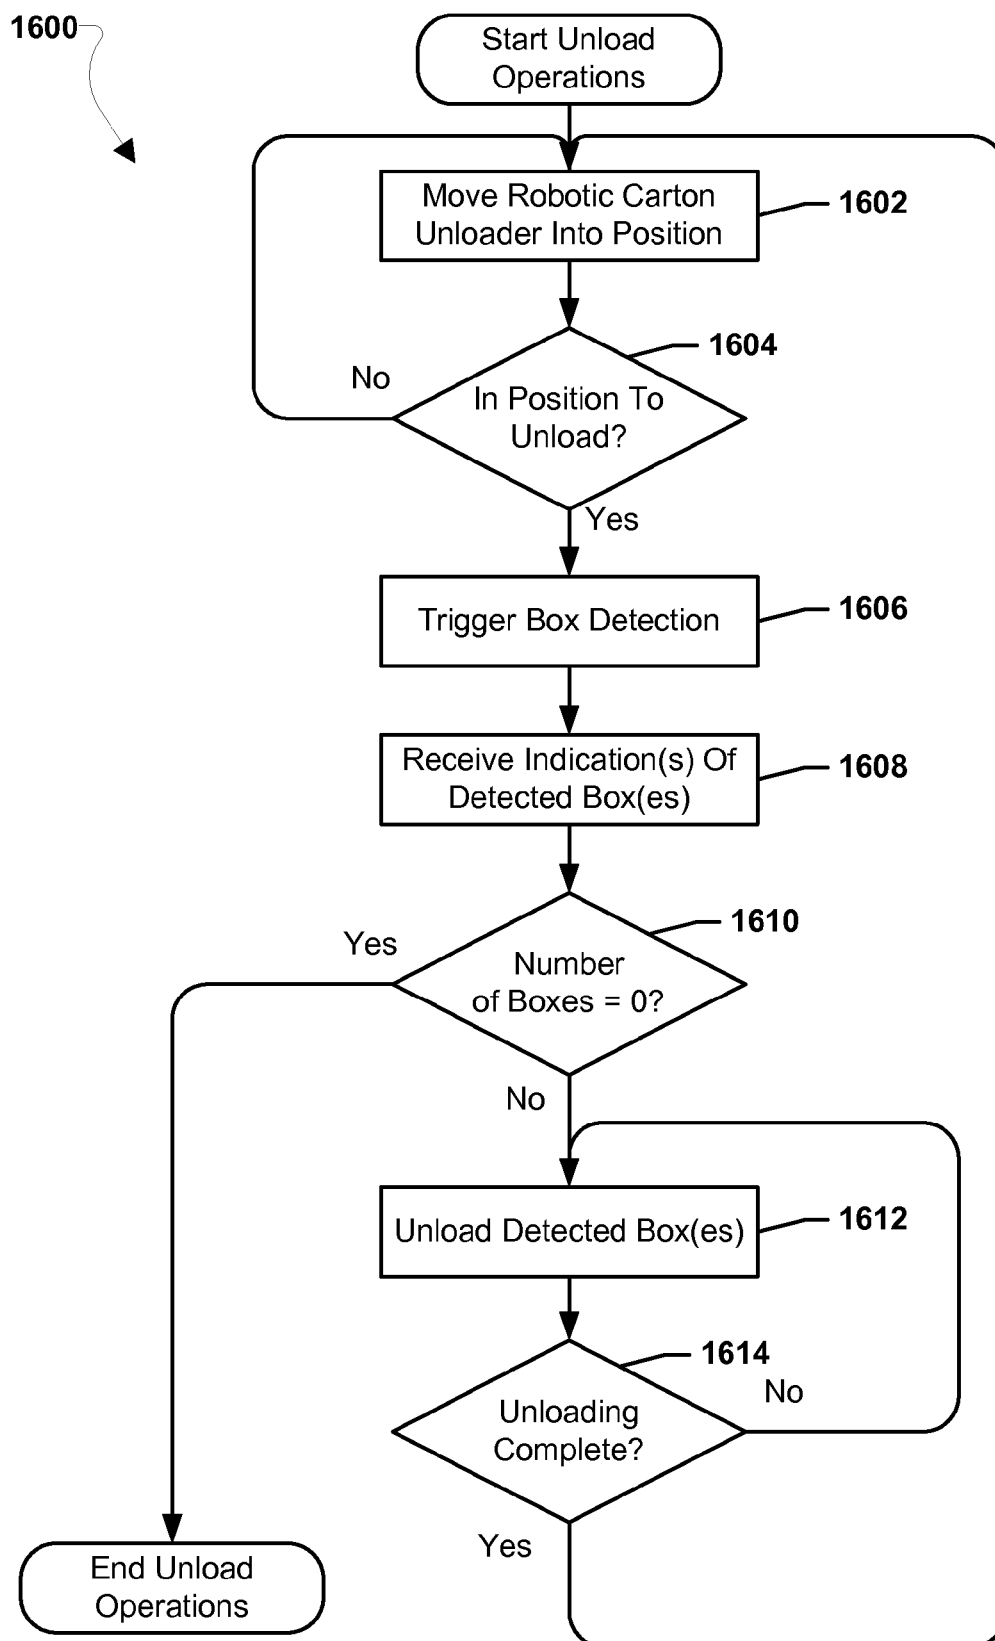 1600
Start Unload
Operations
Move Robotic Carton
Unloader Into Position
1602
1604
No
In Position To
Unload?
Yes
Trigger Box Detection
1606
Receive Indication(s) Of
Detected Box(es)
1608
1610
Yes
Number
of Boxes = 0?
No
Unload Detected Box(es)
1612
1614
No
Unloading
Complete?
Yes
End Unload
Operations